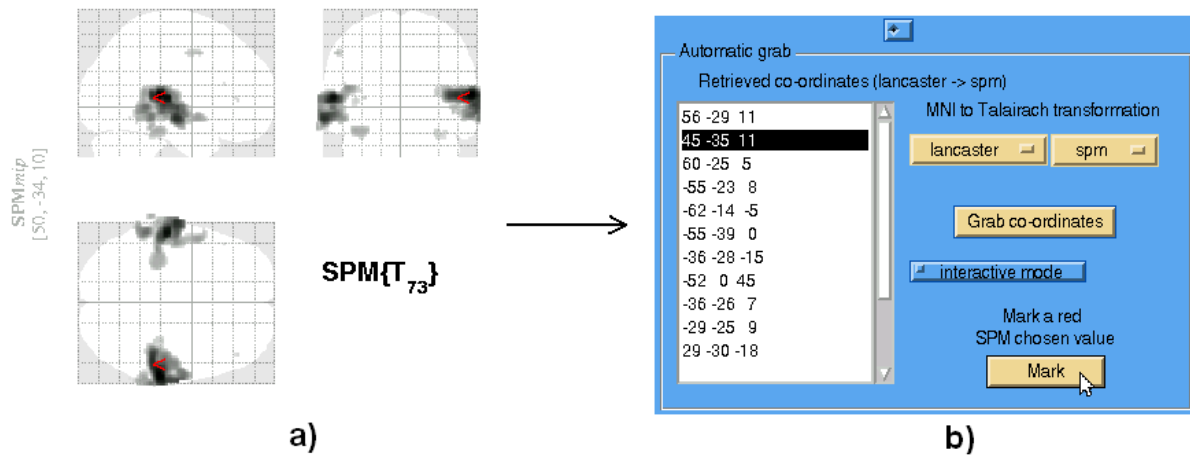 SPMmip
[50, -34, 10]
SPM{T73}
a)
Automatic grab
Retrieved co-ordinates (lancaster -> spm)
56 -29 11
45 -35 11
60 -25 5
-55 -23 8
-62 -14 -5
-55 -39 0
-36 -28 -15
-52 0 45
-36 -26 7
-29 -25 9
29 -30 -18
MNI to Talairach transformation
lancaster
spm
Grab co-ordinates
interactive mode
Mark a red
SPM chosen value
Mark
b)